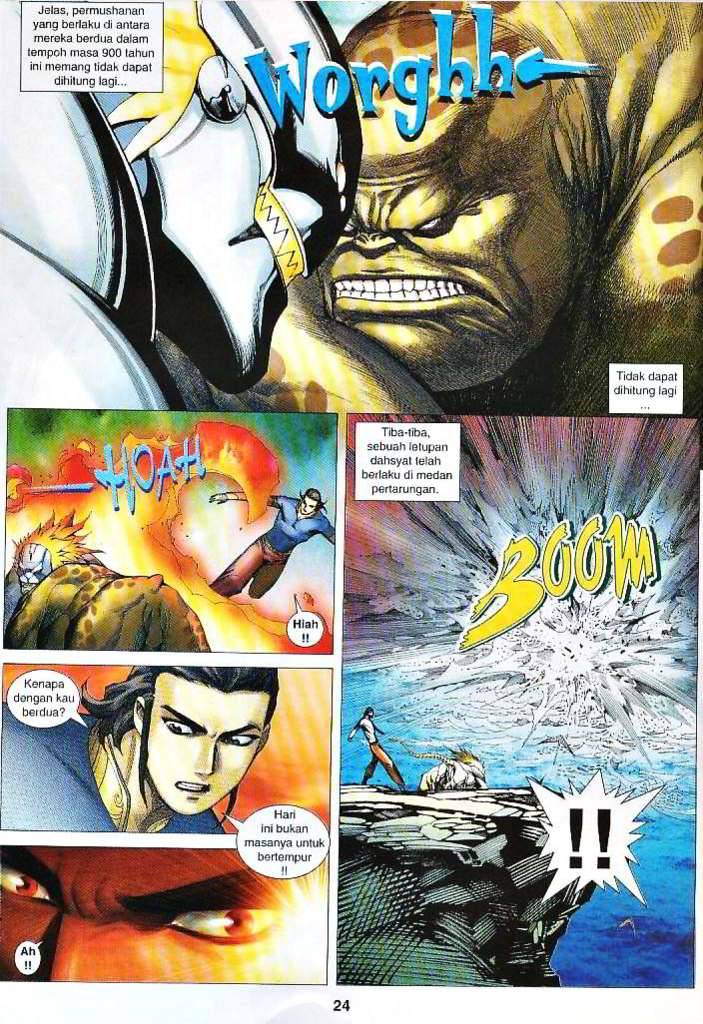 Jelas, permusuhan
yang berlaku di antara
mereka berdua dalam
tempoh masa 900 tahun
ini memang tidak dapat
dihitung lagi...
Worghh
Tidak dapat
dihitung lagi
...
HOAH
Hiah
!!
Kenapa
dengan kau
berdua?
Hari
ini bukan
masanya untuk
bertempur
!!
Ah
!!
Tiba-tiba,
sebuah letupan
dahsyat telah
berlaku di medan
pertarungan.
BOOM
!!
24